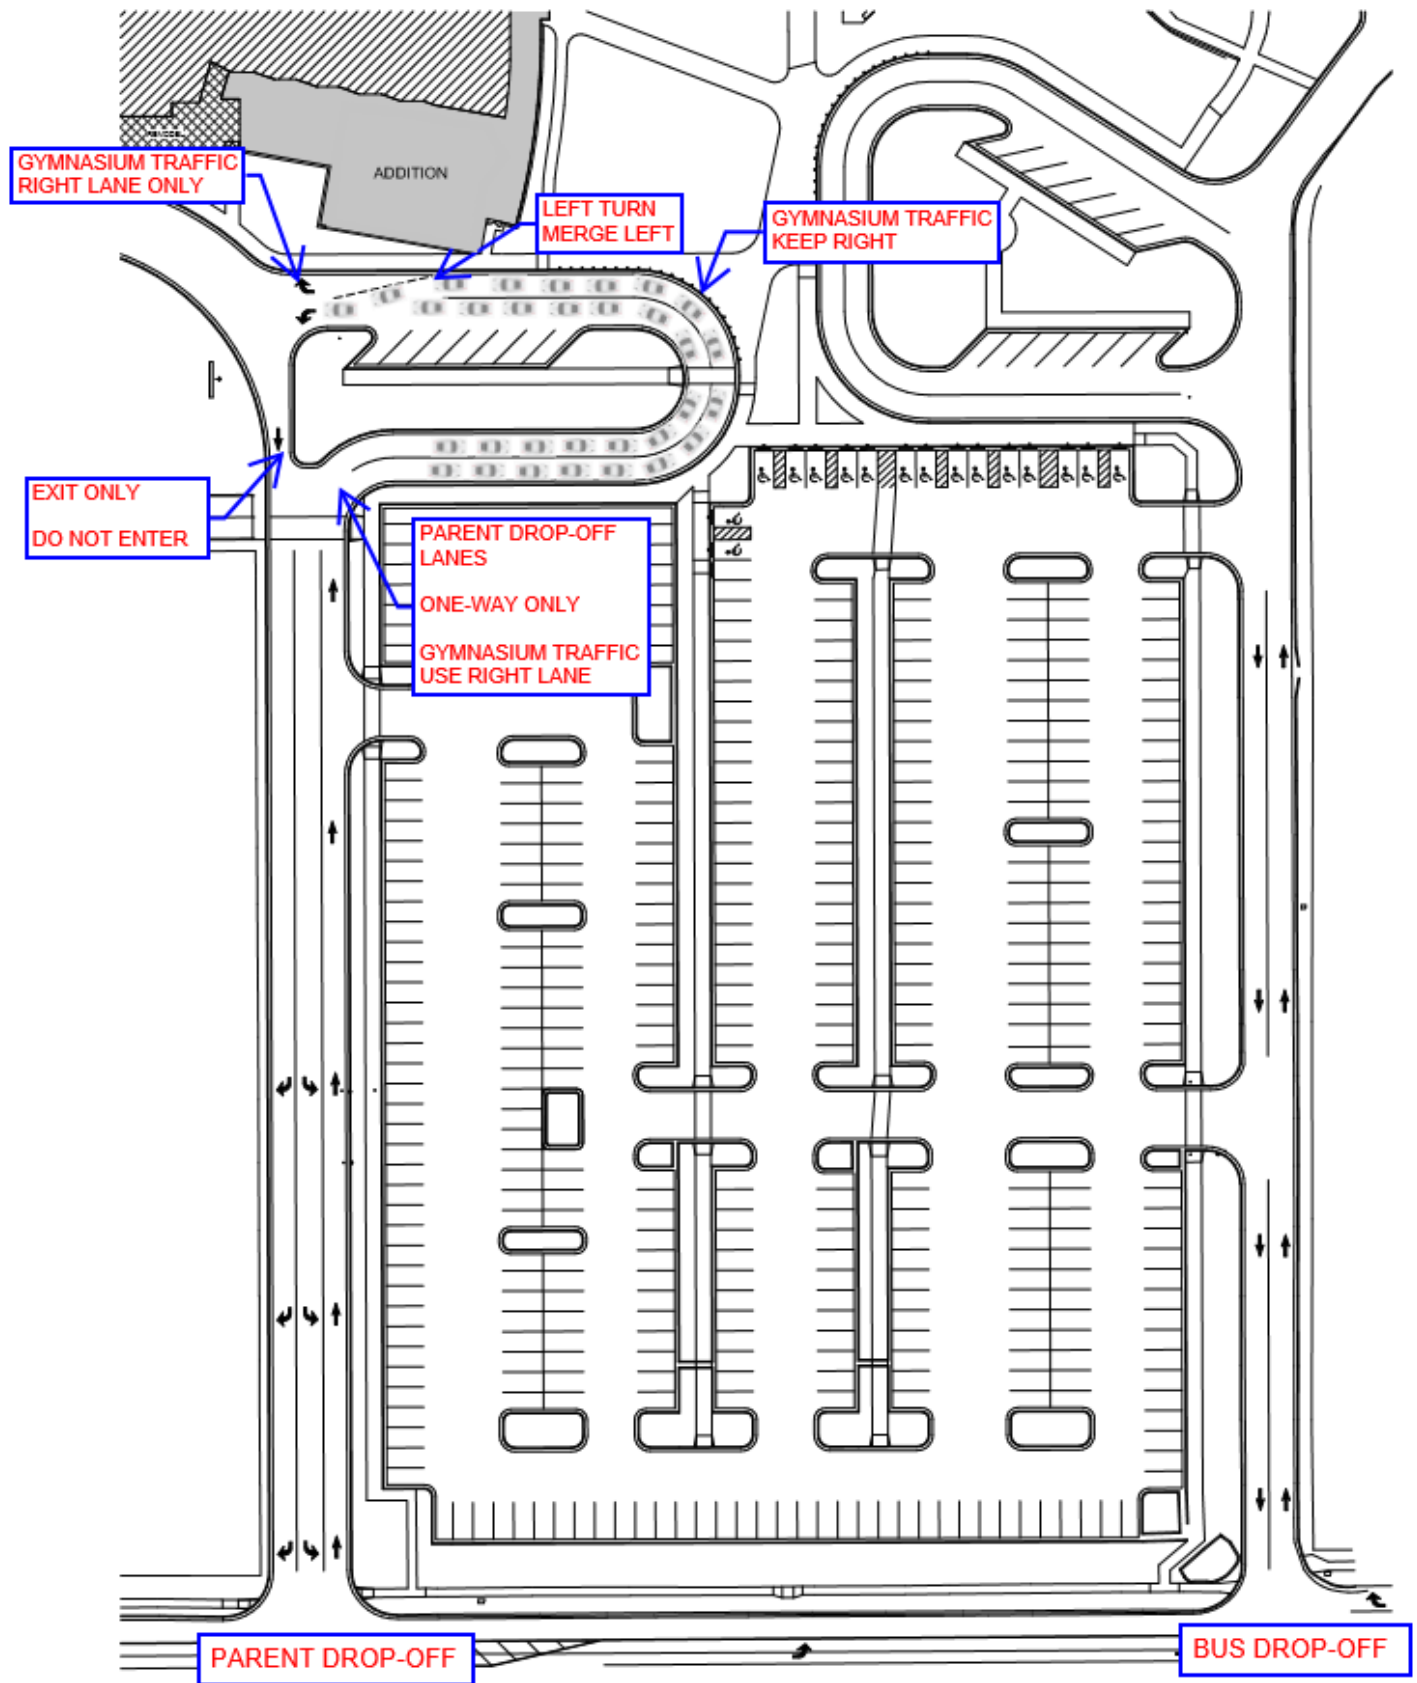 ADDITION
GYMNASIUM TRAFFIC
RIGHT LANE ONLY
LEFT TURN
MERGE LEFT
GYMNASIUM TRAFFIC
KEEP RIGHT
EXIT ONLY
DO NOT ENTER
PARENT DROP-OFF
LANES
ONE-WAY ONLY
GYMNASIUM TRAFFIC
USE RIGHT LANE
PARENT DROP-OFF
BUS DROP-OFF